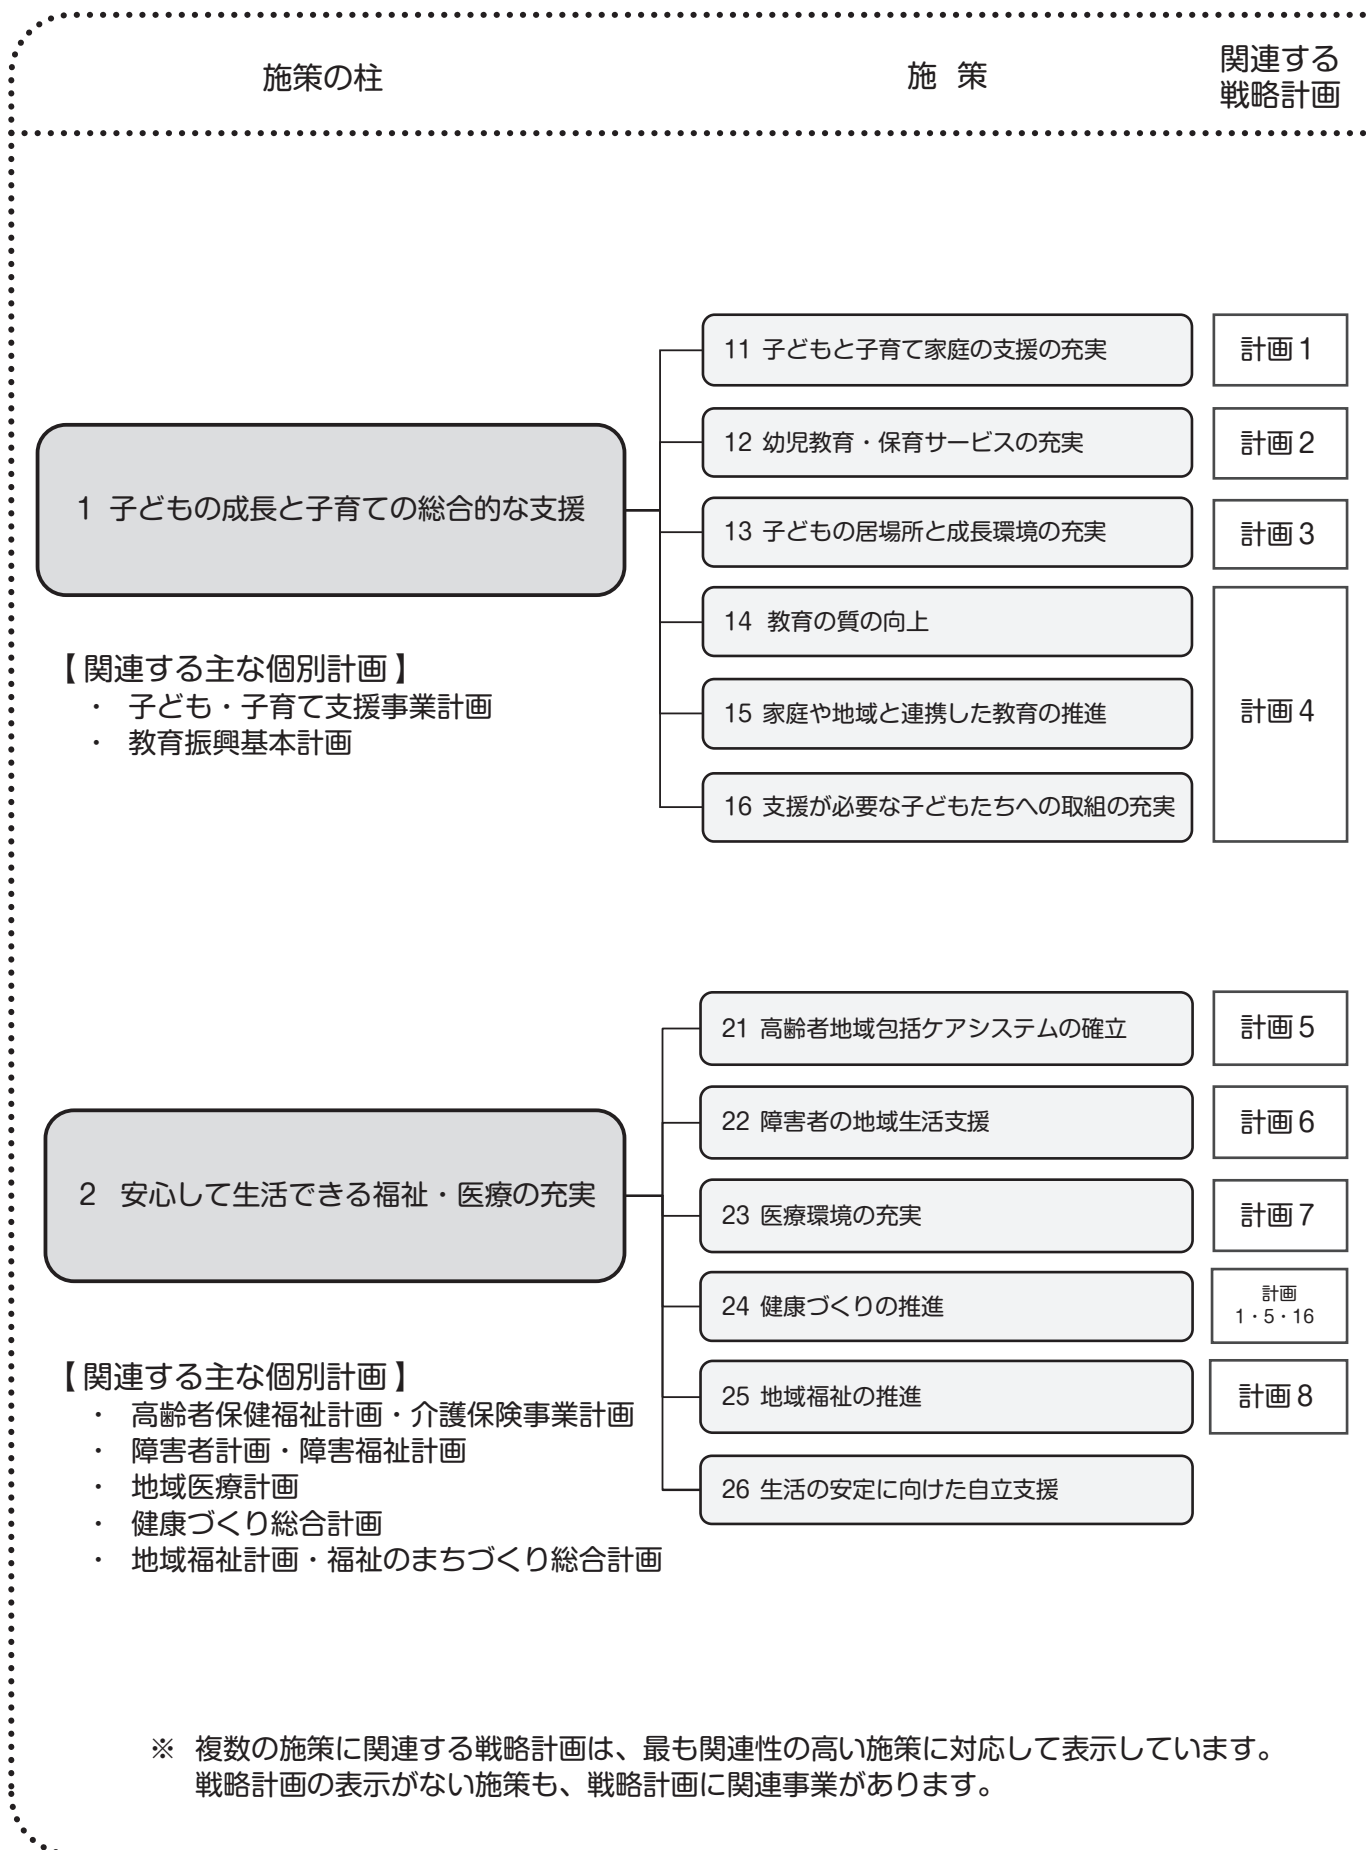 施策の柱
施 策
関連する
戦略計画
1 子どもの成長と子育ての総合的な支援
11 子どもと子育て家庭の支援の充実
計画1
12 幼児教育・保育サービスの充実
計画2
13 子どもの居場所と成長環境の充実
計画3
14 教育の質の向上
15 家庭や地域と連携した教育の推進
16 支援が必要な子どもたちへの取組の充実
計画4
【関連する主な個別計画】
・ 子ども・子育て支援事業計画
・ 教育振興基本計画
2 安心して生活できる福祉・医療の充実
21 高齢者地域包括ケアシステムの確立
計画5
22 障害者の地域生活支援
計画6
23 医療環境の充実
計画7
24 健康づくりの推進
計画
1・5・16
25 地域福祉の推進
計画8
26 生活の安定に向けた自立支援
【関連する主な個別計画】
・ 高齢者保健福祉計画・介護保険事業計画
・ 障害者計画・障害福祉計画
・ 地域医療計画
・ 健康づくり総合計画
・ 地域福祉計画・福祉のまちづくり総合計画
※ 複数の施策に関連する戦略計画は、最も関連性の高い施策に対応して表示しています。
戦略計画の表示がない施策も、戦略計画に関連事業があります。